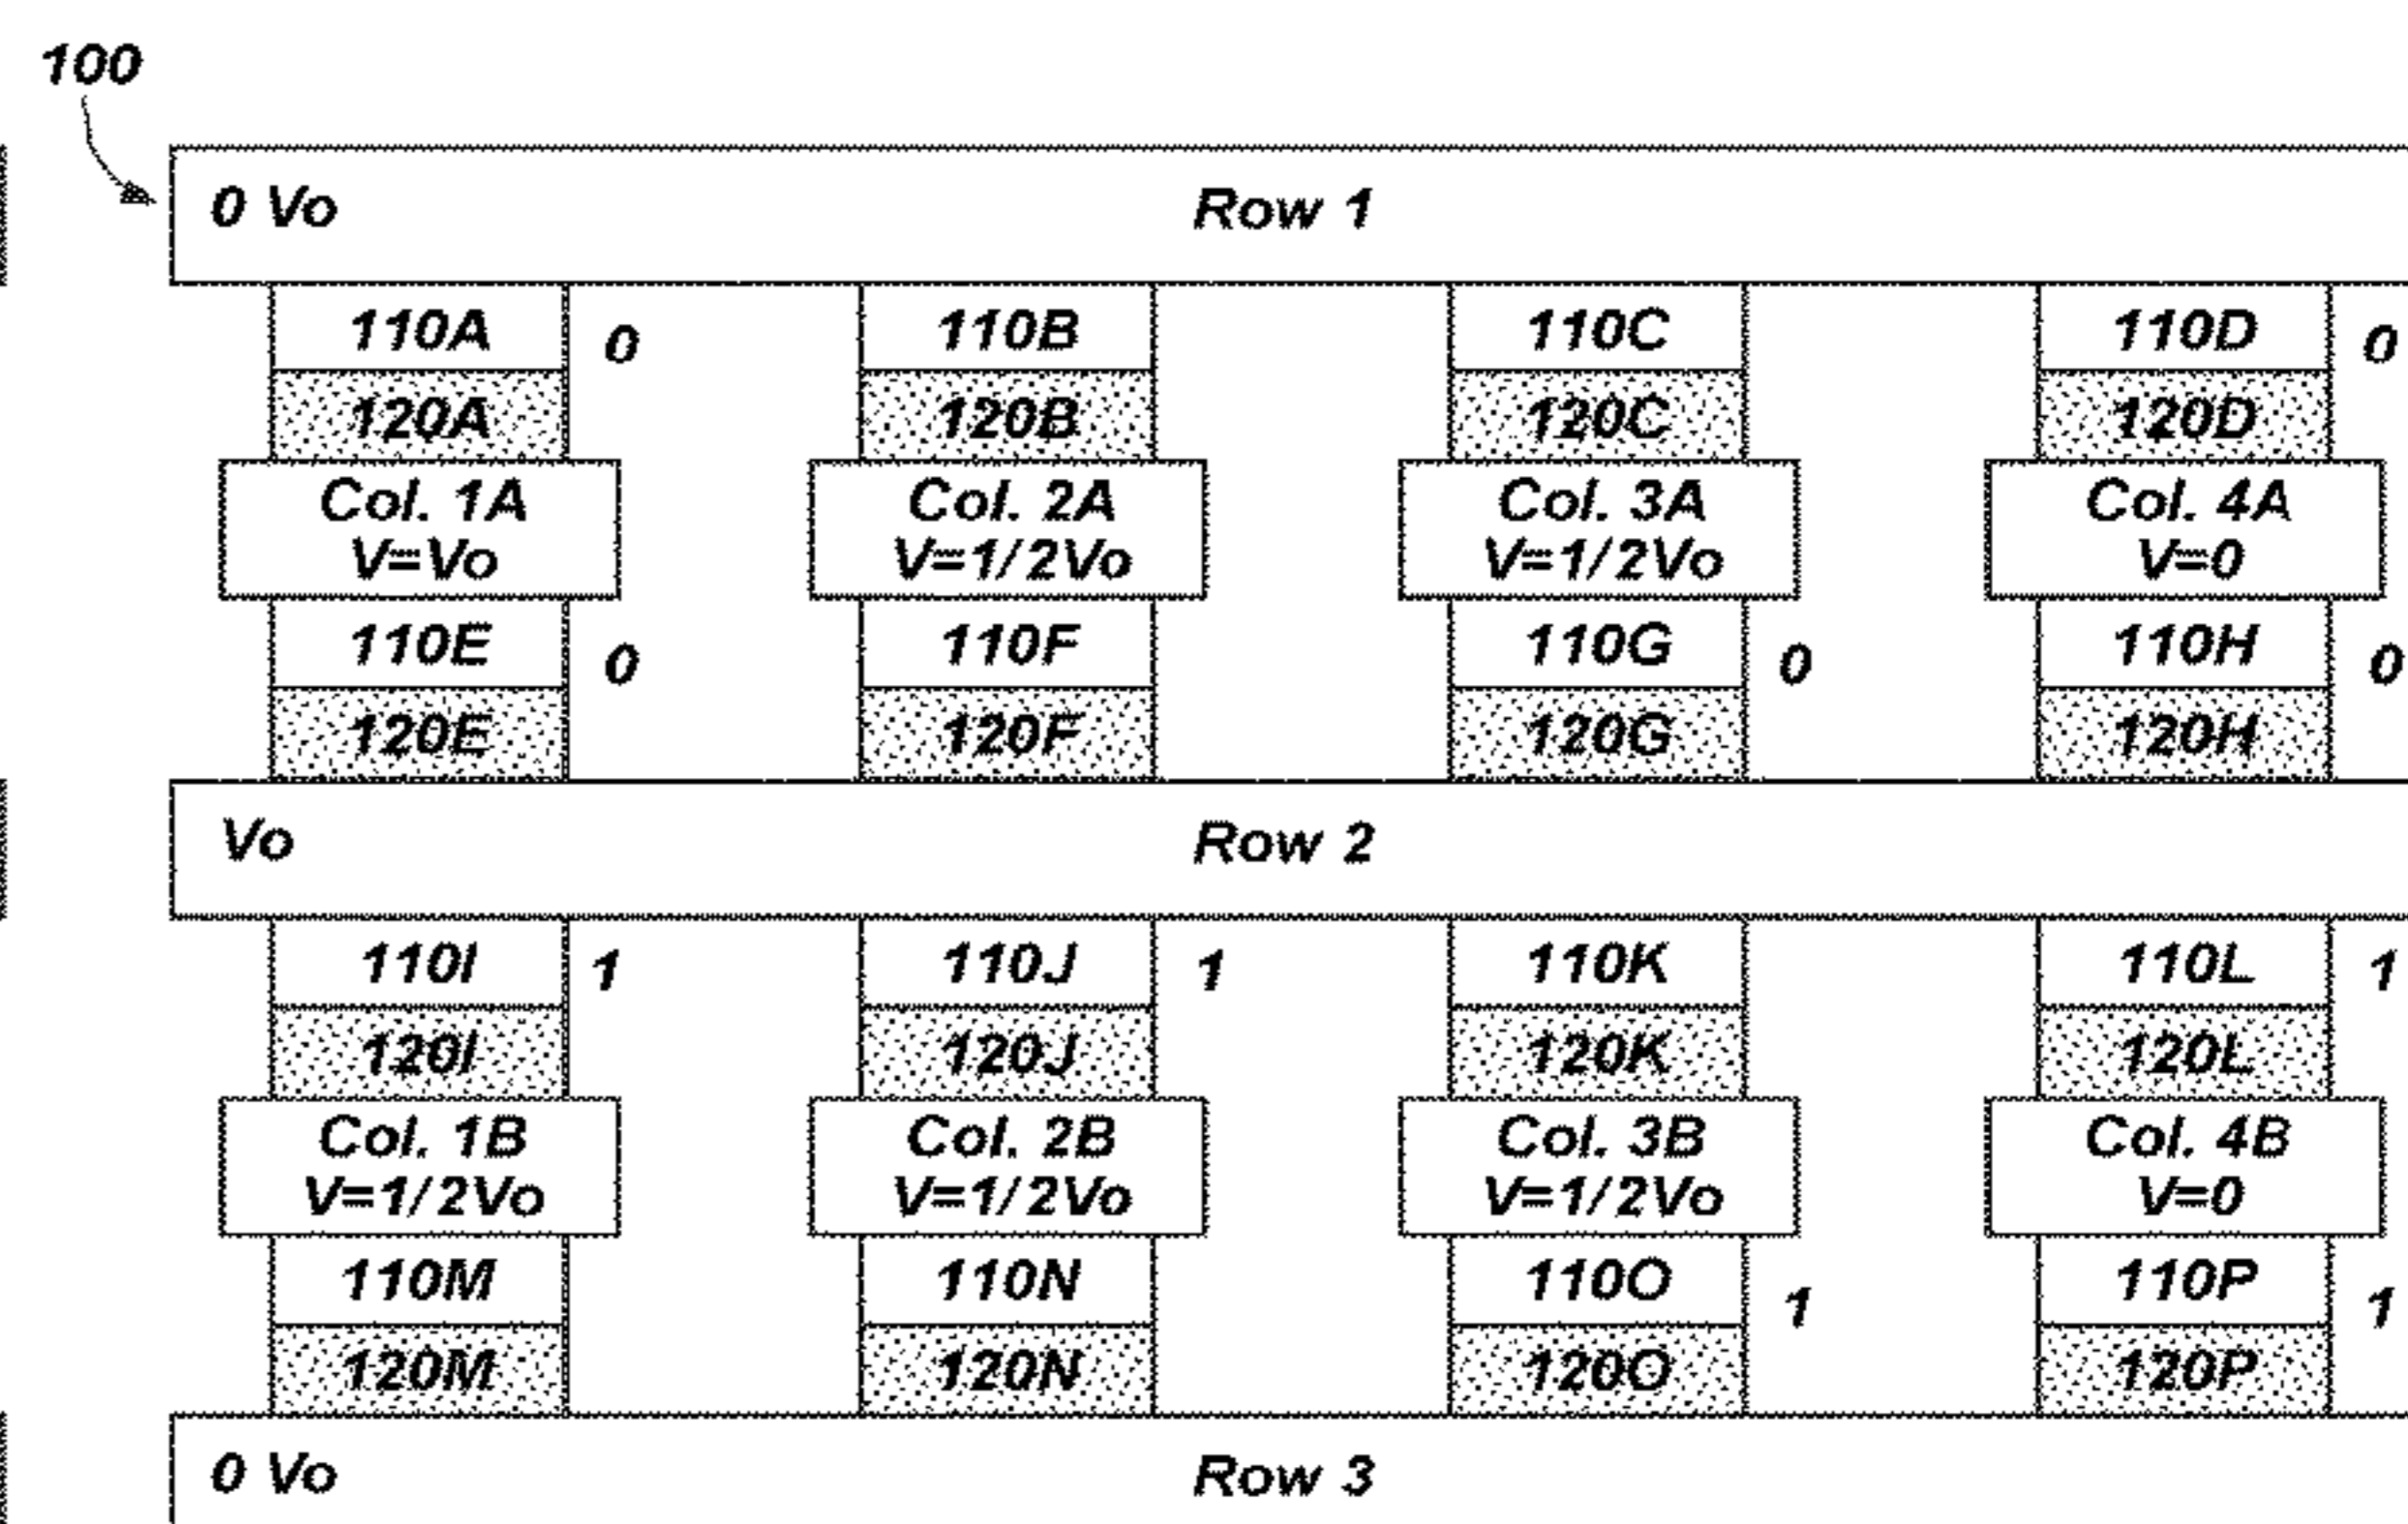 100
0 Vo Row 1
110A 0 110B 110C 110D 0
120A 120B 120C 120D
Col. 1A Col. 2A Col. 3A Col. 4A
V=Vo V=1/2Vo V=1/2Vo V=0
110E 0 110F 110G 0 110H 0
120E 120F 120G 120H
Vo Row 2
110I 1 110J 1 110K 110L 1
120I 120J 120K 120L
Col. 1B Col. 2B Col. 3B Col. 4B
V=1/2Vo V=1/2Vo V=1/2Vo V=0
110M 110N 110O 1 110P 1
120M 120N 120O 120P
0 Vo Row 3